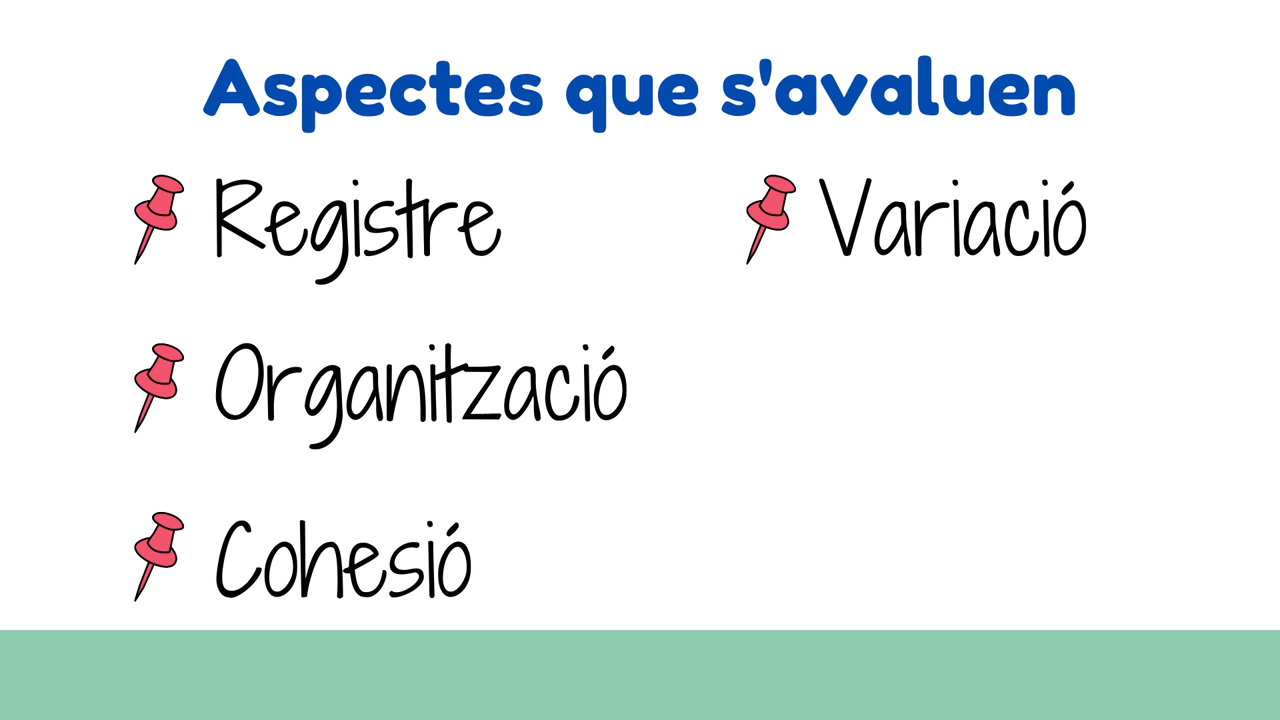 Aspectes que s'avaluen
Registre
Organització
Cohesió
Variació